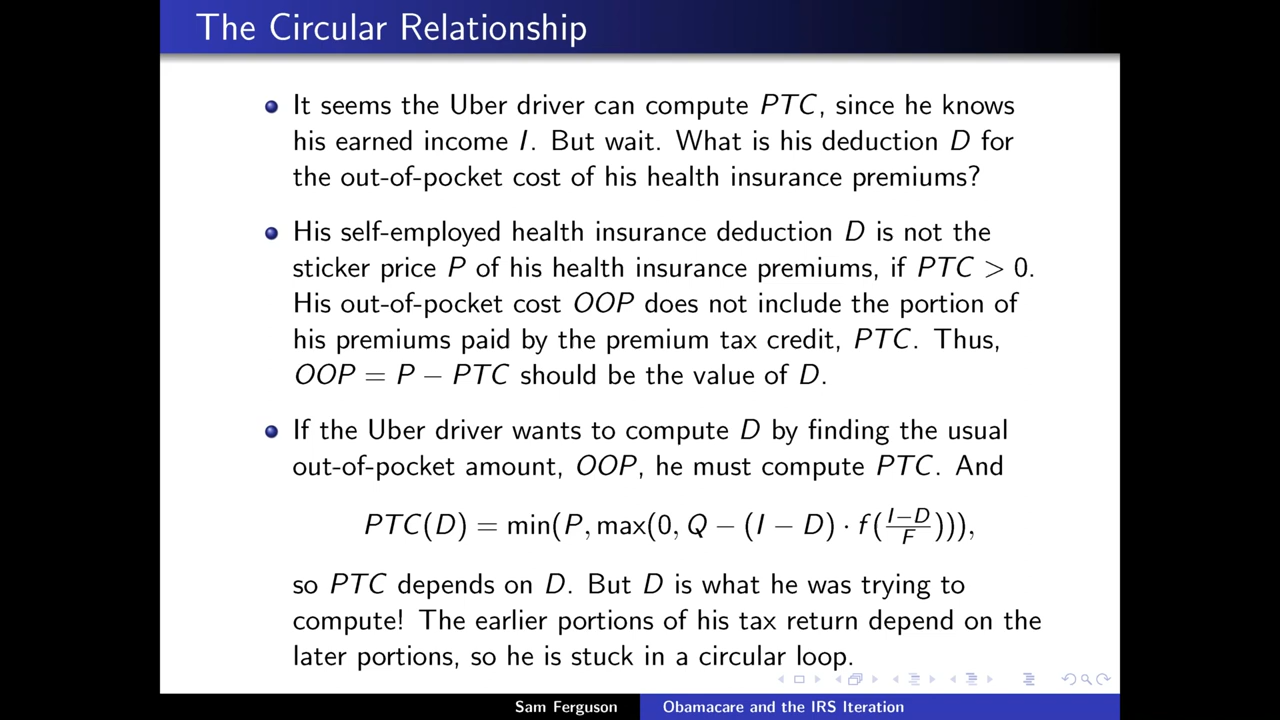 The Circular Relationship
It seems the Uber driver can compute PTC, since he knows
his earned income I. But wait. What is his deduction D for
the out-of-pocket cost of his health insurance premiums?
His self-employed health insurance deduction D is not the
sticker price P of his health insurance premiums, if PTC > 0.
His out-of-pocket cost OOP does not include the portion of
his premiums paid by the premium tax credit, PTC. Thus,
OOP = P − PTC should be the value of D.
If the Uber driver wants to compute D by finding the usual
out-of-pocket amount, OOP, he must compute PTC. And
PTC(D) = min(P, max(0, Q − (I − D) · f(\frac{I−D}{F}))),
so PTC depends on D. But D is what he was trying to
compute! The earlier portions of his tax return depend on the
later portions, so he is stuck in a circular loop.
Sam Ferguson
Obamacare and the IRS Iteration